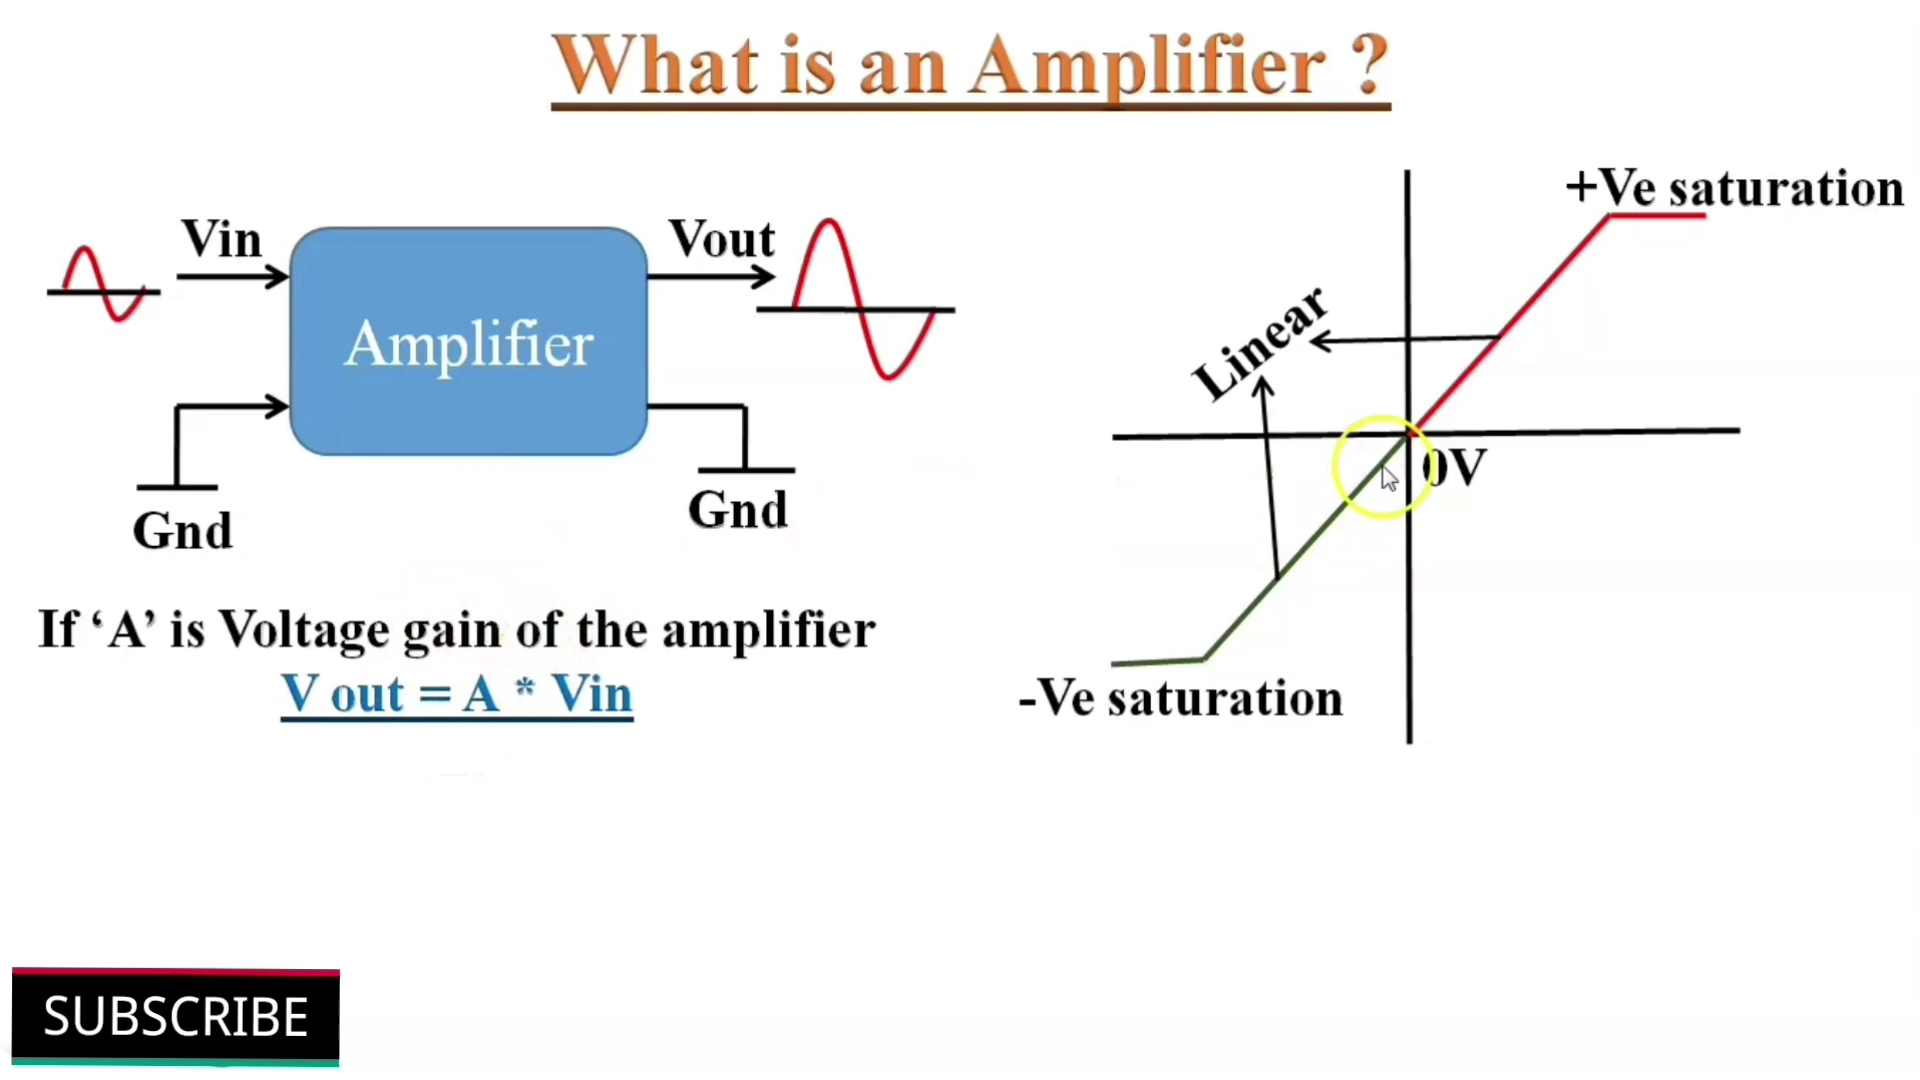 What is an Amplifier ?
Vin
Vout
Amplifier
Gnd
Gnd
If ‘A’ is Voltage gain of the amplifier
V out = A * Vin
+Ve saturation
Linear
0V
-Ve saturation
SUBSCRIBE